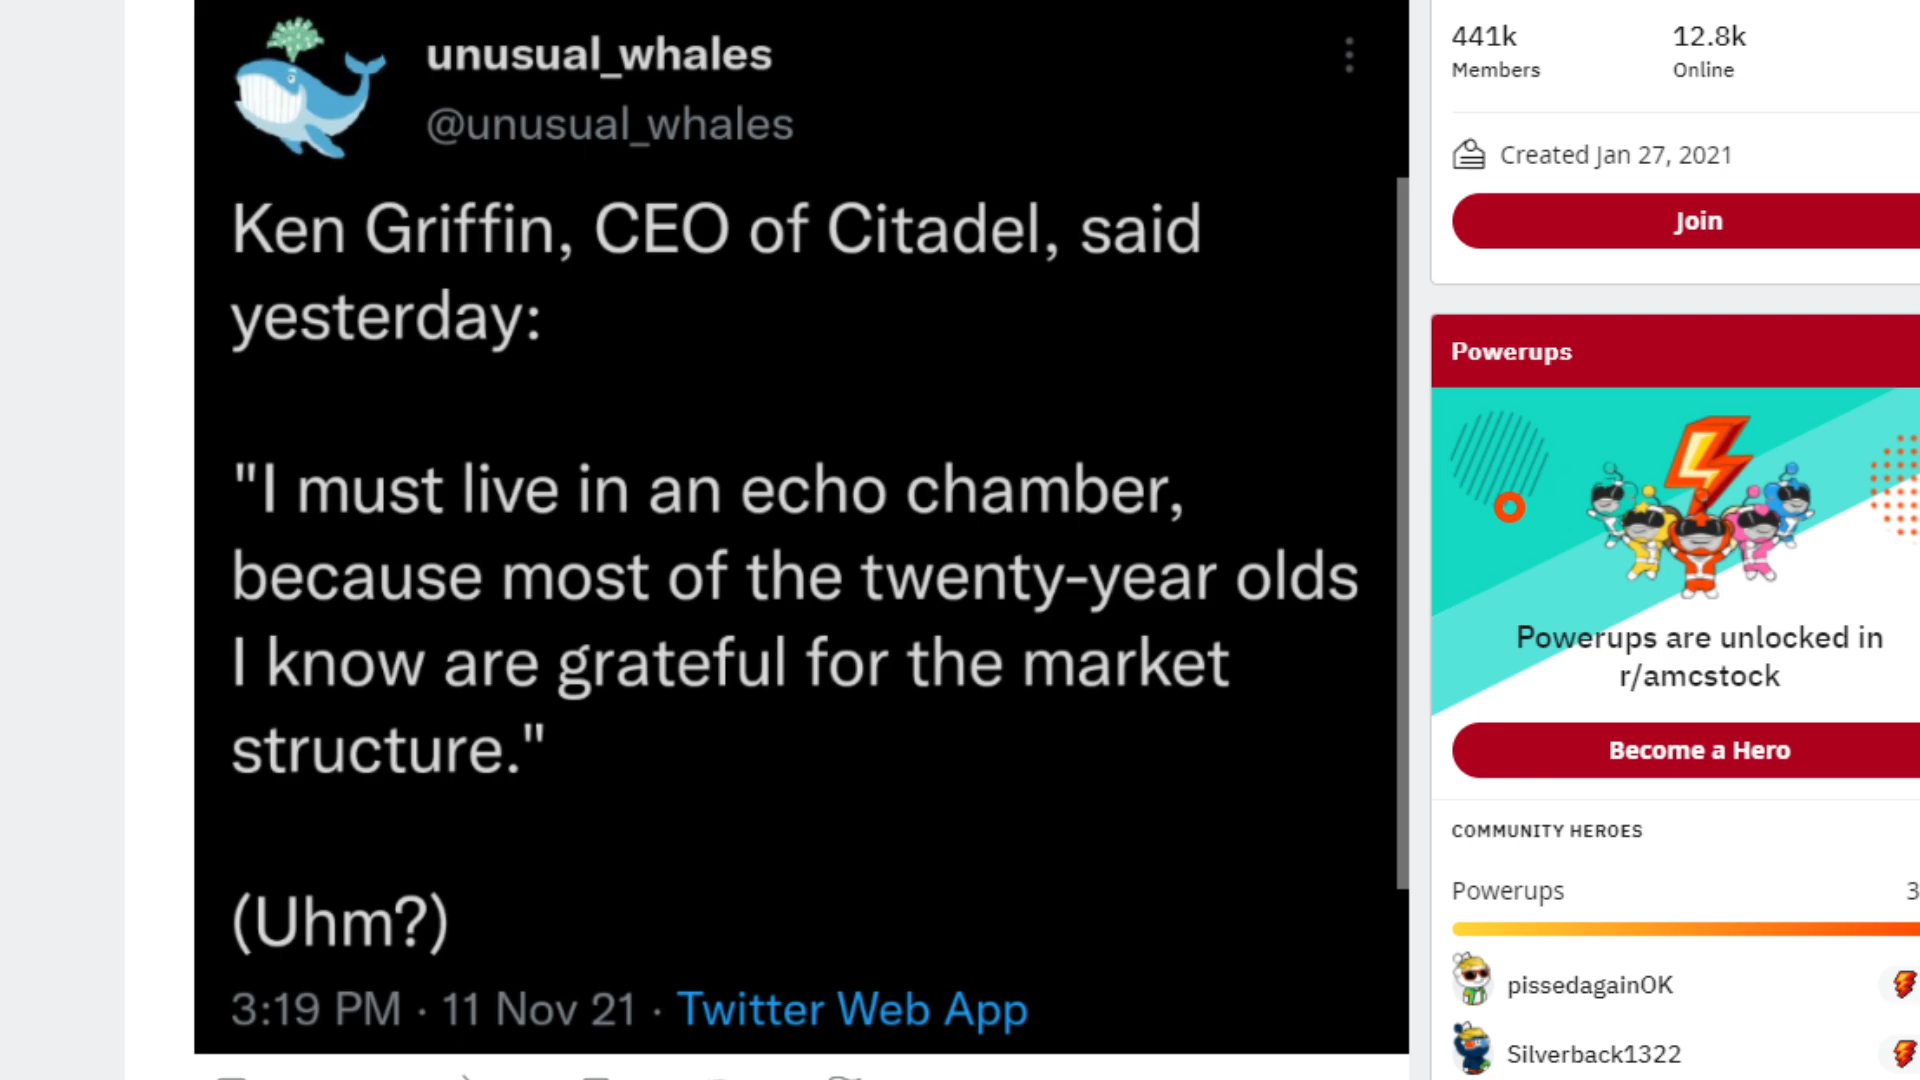 unusual_whales
@unusual_whales
Ken Griffin, CEO of Citadel, said
yesterday:
"I must live in an echo chamber,
because most of the twenty-year olds
I know are grateful for the market
structure."
(Uhm?)
3:19 PM · 11 Nov 21 · Twitter Web App
441k
Members
12.8k
Online
Created Jan 27, 2021
Join
Powerups
Powerups are unlocked in
r/amcstock
Become a Hero
COMMUNITY HEROES
Powerups
3
pissedagainOK
Silverback1322